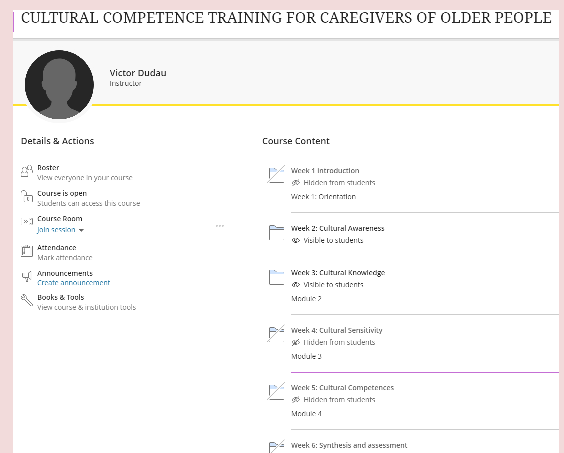 CULTURAL COMPETENCE TRAINING FOR CAREGIVERS OF OLDER PEOPLE
Victor Dudau
Instructor
Details & Actions
Roster
View everyone in your course
Course is open
Students can access this course
Course Room
Join session
Attendance
Mark attendance
Announcements
Create announcement
Books & Tools
View course & institution tools
Course Content
Week 1 Introduction
Hidden from students
Week 1: Orientation
Week 2: Cultural Awareness
Visible to students
Week 3: Cultural Knowledge
Visible to students
Module 2
Week 4: Cultural Sensitivity
Hidden from students
Module 3
Week 5: Cultural Competences
Hidden from students
Module 4
Week 6: Synthesis and assessment